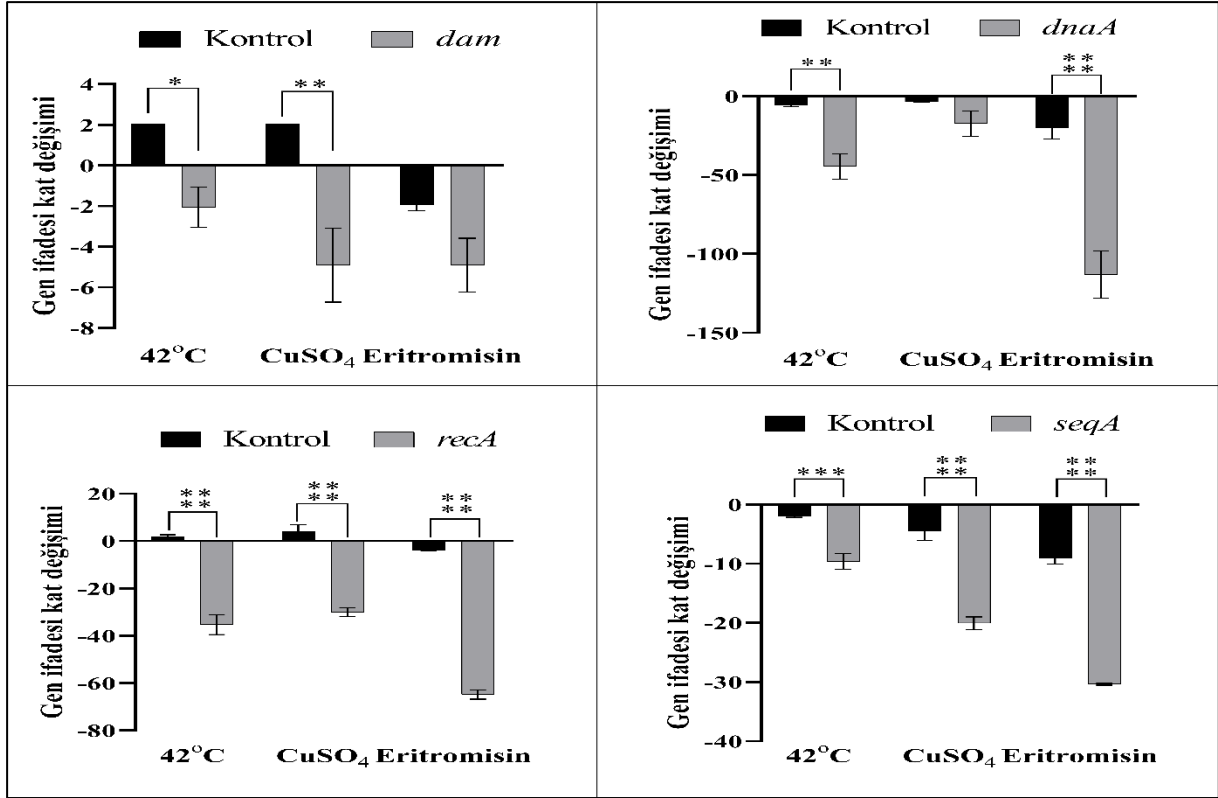 Kontrol dam
* **
Gen ifadesi kat değişimi
4
2
0
-2
-4
-6
-8
42°C CuSO₄ Eritromisin
Kontrol dnaA
** **
**
Gen ifadesi kat değişimi
0
-50
-100
-150
42°C CuSO₄ Eritromisin
Kontrol recA
** ** **
** ** **
Gen ifadesi kat değişimi
20
0
-20
-40
-60
-80
42°C CuSO₄ Eritromisin
Kontrol seqA
*** ** **
** **
Gen ifadesi kat değişimi
0
-10
-20
-30
-40
42°C CuSO₄ Eritromisin